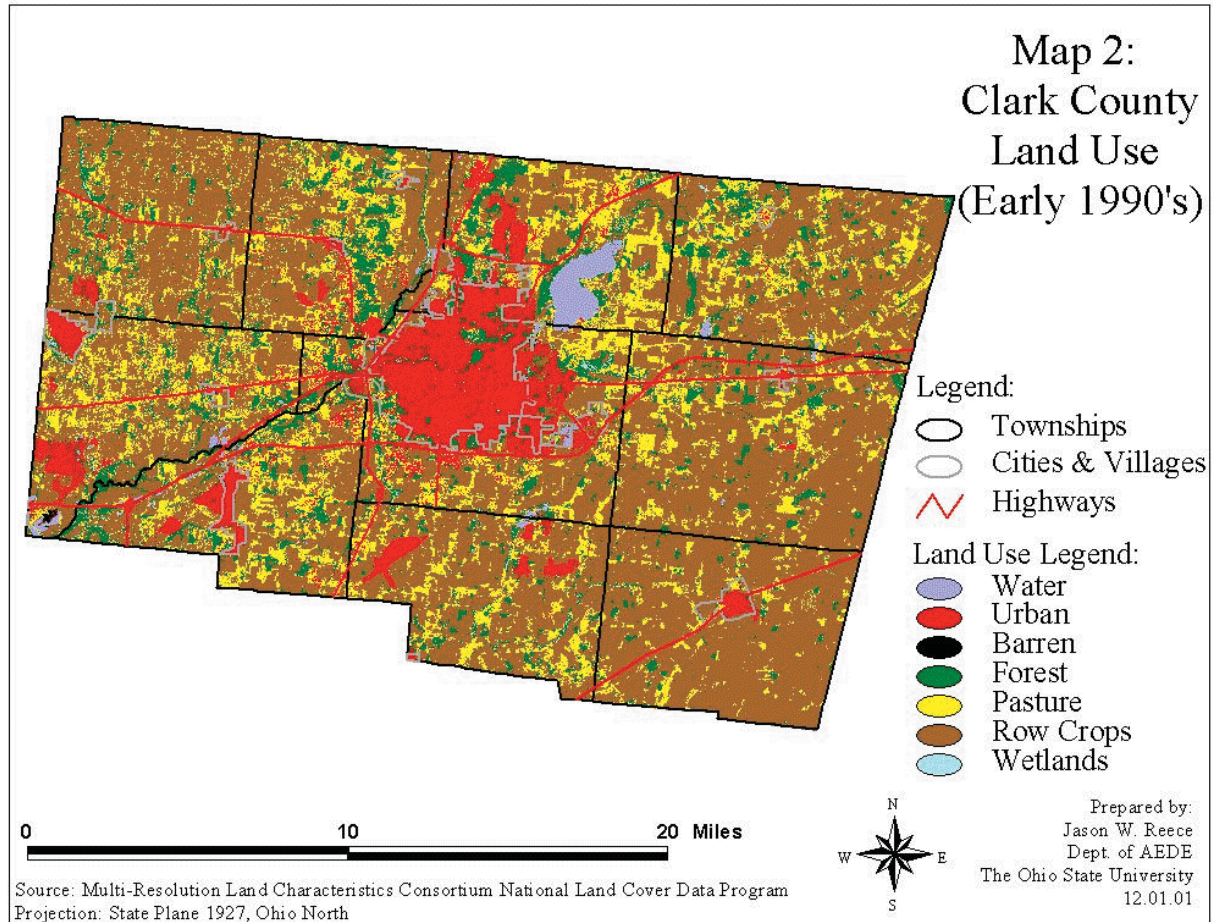 Map 2:
Clark County
Land Use
(Early 1990's)
Legend:
Townships
Cities & Villages
Highways
Land Use Legend:
Water
Urban
Barren
Forest
Pasture
Row Crops
Wetlands
0 10 20 Miles
N
W E
S
Prepared by:
Jason W. Reece
Dept. of AEDE
The Ohio State University
12.01.01
Source: Multi-Resolution Land Characteristics Consortium National Land Cover Data Program
Projection: State Plane 1927, Ohio North